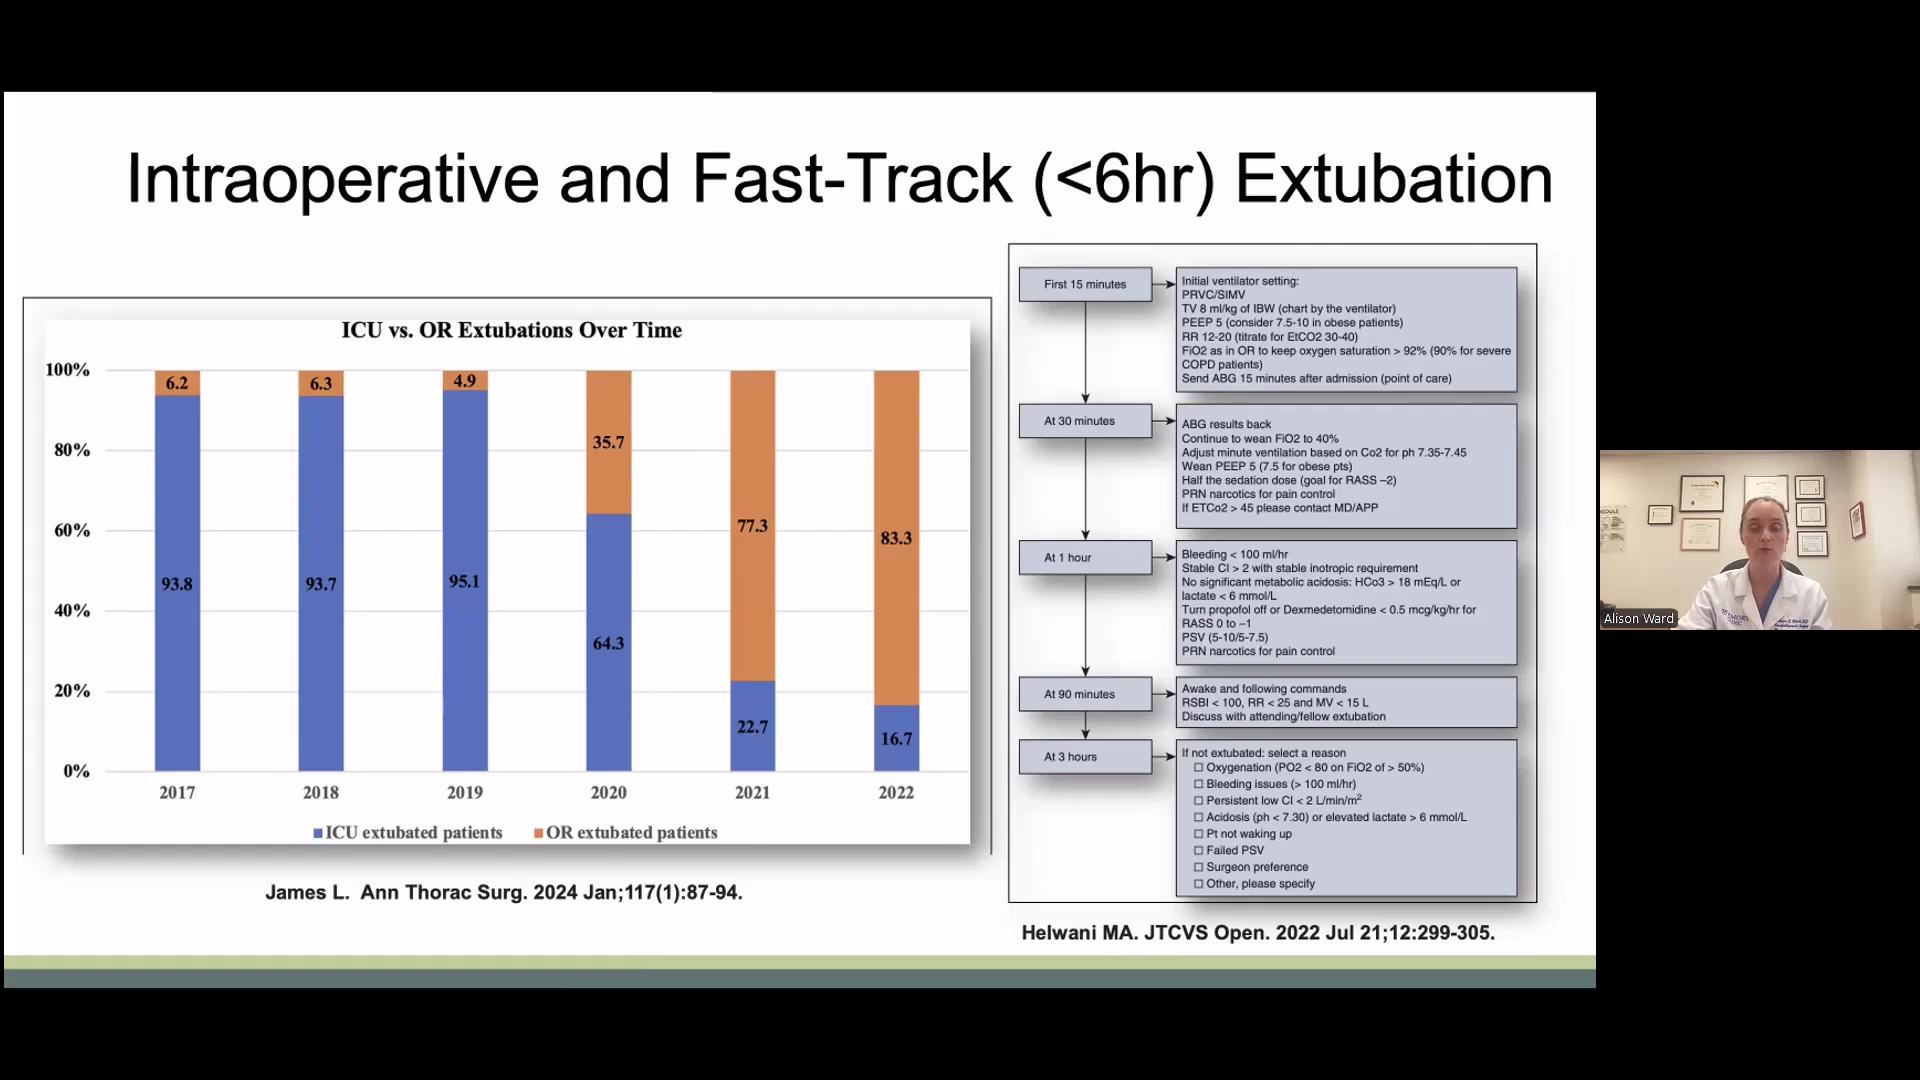 Intraoperative and Fast-Track (<6hr) Extubation
ICU vs. OR Extubations Over Time
100%
80%
60%
40%
20%
0%
6.2
6.3
4.9
35.7
77.3
83.3
93.8
93.7
95.1
64.3
22.7
16.7
2017
2018
2019
2020
2021
2022
ICU extubated patients
OR extubated patients
James L. Ann Thorac Surg. 2024 Jan;117(1):87-94.
First 15 minutes
Initial ventilator setting:
PRVC/SIMV
TV 8 ml/kg of IBW (chart by the ventilator)
PEEP 5 (consider 7.5-10 in obese patients)
RR 12-20 (titrate for EtCO2 30-40)
FiO2 as in OR to keep oxygen saturation > 92% (90% for severe
COPD patients)
Send ABG 15 minutes after admission (point of care)
At 30 minutes
ABG results back
Continue to wean FiO2 to 40%
Adjust minute ventilation based on Co2 for ph 7.35-7.45
Wean PEEP 5 (7.5 for obese pts)
Half the sedation dose (goal for RASS –2)
PRN narcotics for pain control
If ETCo2 > 45 please contact MD/APP
At 1 hour
Bleeding < 100 ml/hr
Stable CI > 2 with stable inotropic requirement
No significant metabolic acidosis: HCo3 > 18 mEq/L or
lactate < 6 mmol/L
Turn propofol off or Dexmedetomidine < 0.5 mcg/kg/hr for
RASS 0 to –1
PSV (5-10/5-7.5)
PRN narcotics for pain control
At 90 minutes
Awake and following commands
RSBI < 100, RR < 25 and MV < 15 L
Discuss with attending/fellow extubation
At 3 hours
If not extubated: select a reason
☐ Oxygenation (PO2 < 80 on FiO2 of > 50%)
☐ Bleeding issues (> 100 ml/hr)
☐ Persistent low CI < 2 L/min/m²
☐ Acidosis (ph < 7.30) or elevated lactate > 6 mmol/L
☐ Pt not waking up
☐ Failed PSV
☐ Surgeon preference
☐ Other, please specify
Helwani MA. JTCVS Open. 2022 Jul 21;12:299-305.
Alison Ward